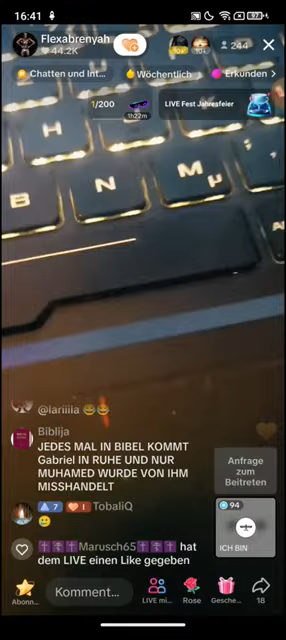 16:41
97
Flexabrenyah
44.2K
10+
10+
244
Chatten und Int...
Wöchentlich
Erkunden
1/200
1h22m
LIVE Fest Jahresfeier
H
B
N
M
µ
@lariiiia 😂😂
Biblija
JEDES MAL IN BIBEL KOMMT
Gabriel IN RUHE UND NUR
MUHAMED WURDE VON IHM
MISSHANDELT
Anfrage
zum
Beitreten
7
1
TobaliQ
🥲
94
ICH BIN
✝️✝️✝️Marusch65✝️✝️✝️ hat
dem LIVE einen Like gegeben
Abonn...
Komment...
LIVE mi...
Rose
Gesche...
18